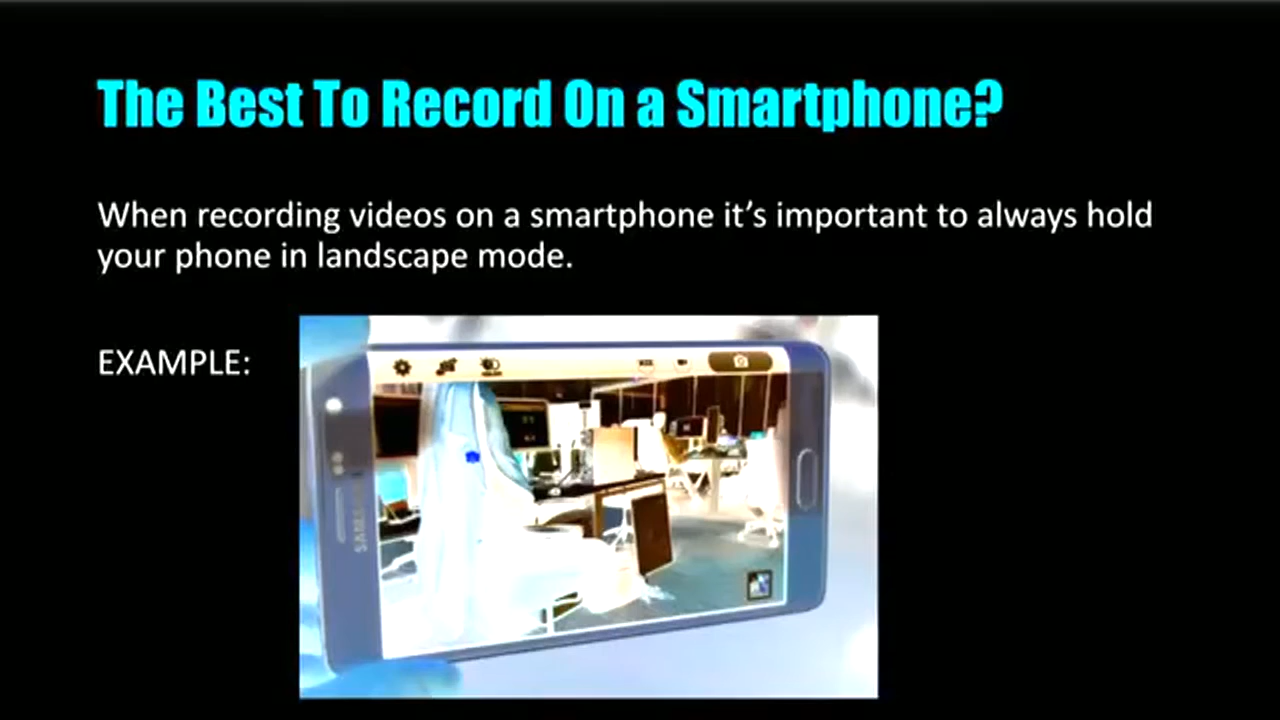 The Best To Record On a Smartphone?
When recording videos on a smartphone it’s important to always hold
your phone in landscape mode.
EXAMPLE:
SAMSUNG